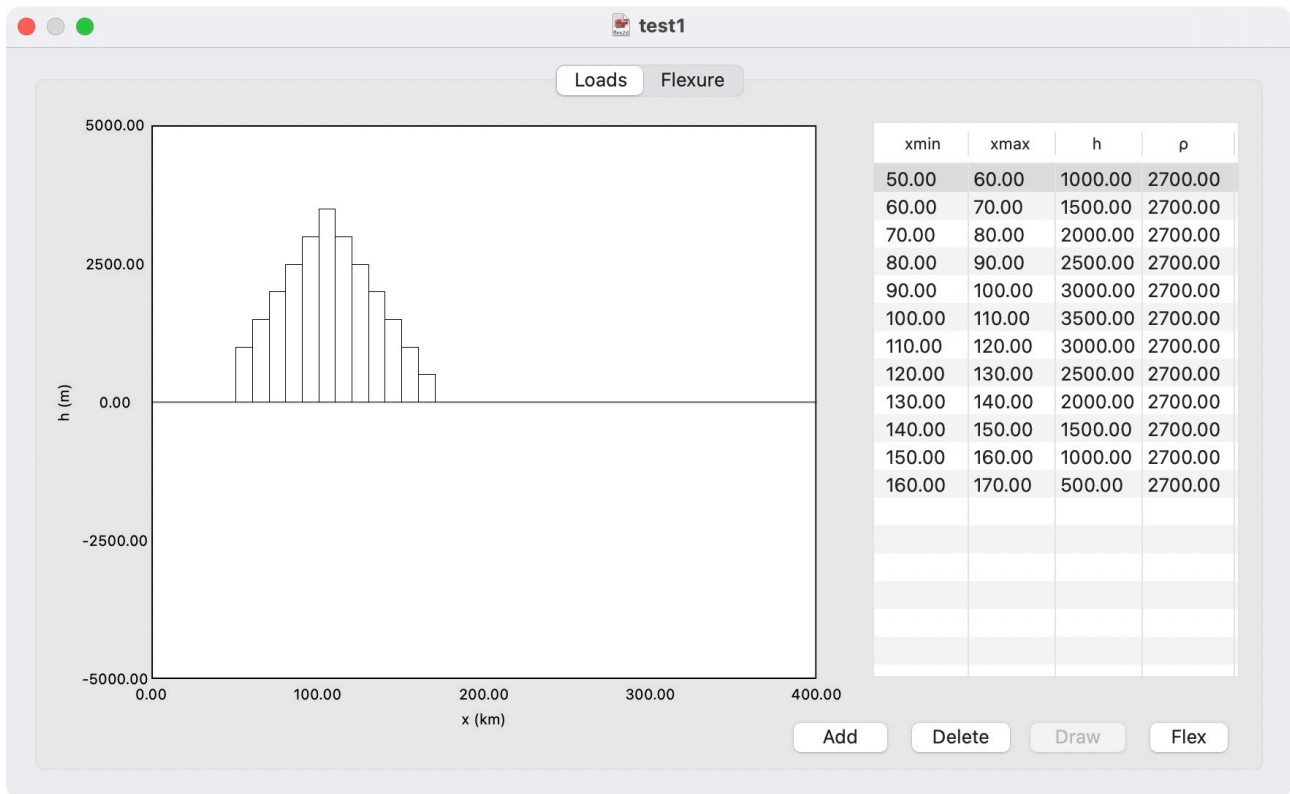 test1
Loads Flexure
5000.00
2500.00
0.00
-2500.00
-5000.00
h (m)
0.00 100.00 200.00 300.00 400.00
x (km)
xmin xmax h ρ
50.00 60.00 1000.00 2700.00
60.00 70.00 1500.00 2700.00
70.00 80.00 2000.00 2700.00
80.00 90.00 2500.00 2700.00
90.00 100.00 3000.00 2700.00
100.00 110.00 3500.00 2700.00
110.00 120.00 3000.00 2700.00
120.00 130.00 2500.00 2700.00
130.00 140.00 2000.00 2700.00
140.00 150.00 1500.00 2700.00
150.00 160.00 1000.00 2700.00
160.00 170.00 500.00 2700.00
Add Delete Draw Flex